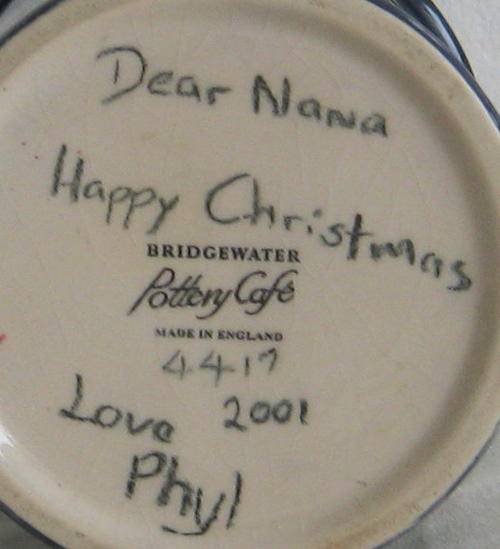 Dear Nana
Happy Christmas
BRIDGEWATER
Pottery Café
MADE IN ENGLAND
4417
Love 2001
Phyl